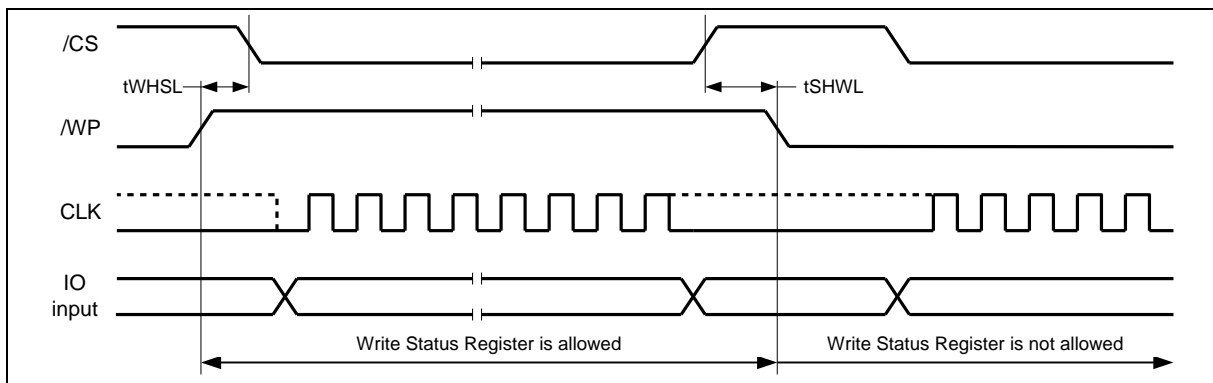 /CS
tWHSL
tSHWL
/WP
CLK
IO
input
Write Status Register is allowed
Write Status Register is not allowed